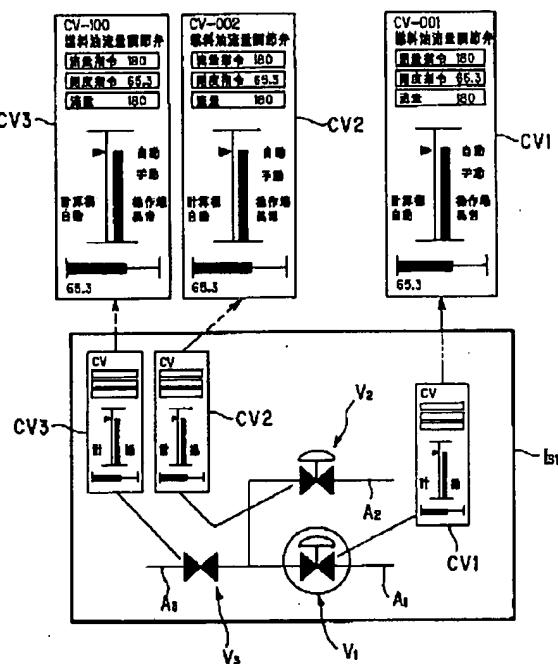 CV-100
燃料油流量調節弁
流量指令 180
開度指令 65.3
流量 180
自動
手動
計算機
自動
操作端
65.3
CV3
CV-002
燃料油流量調節弁
流量指令 180
開度指令 65.3
流量 180
自動
手動
計算機
自動
操作端
65.3
CV2
CV-001
燃料油流量調節弁
流量指令 180
開度指令 65.3
流量 180
自動
手動
計算機
自動
操作端
65.3
CV1
CV
計
CV3
CV
計
CV2
CV
計
CV1
V2
A2
A3
V3
V1
A1